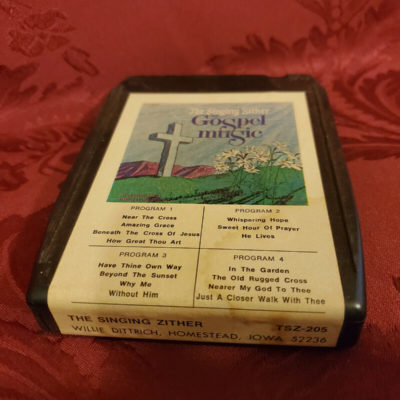 The Singing Zither
Gospel
music
PROGRAM 1
Near The Cross
Amazing Grace
Beneath The Cross Of Jesus
How Great Thou Art
PROGRAM 2
Whispering Hope
Sweet Hour Of Prayer
He Lives
PROGRAM 3
Have Thine Own Way
Beyond The Sunset
Why Me
Without Him
PROGRAM 4
In The Garden
The Old Rugged Cross
Nearer My God To Thee
Just A Closer Walk With Thee
THE SINGING ZITHER TSZ-205
WILLIE DITTRICH, HOMESTEAD, IOWA 52236